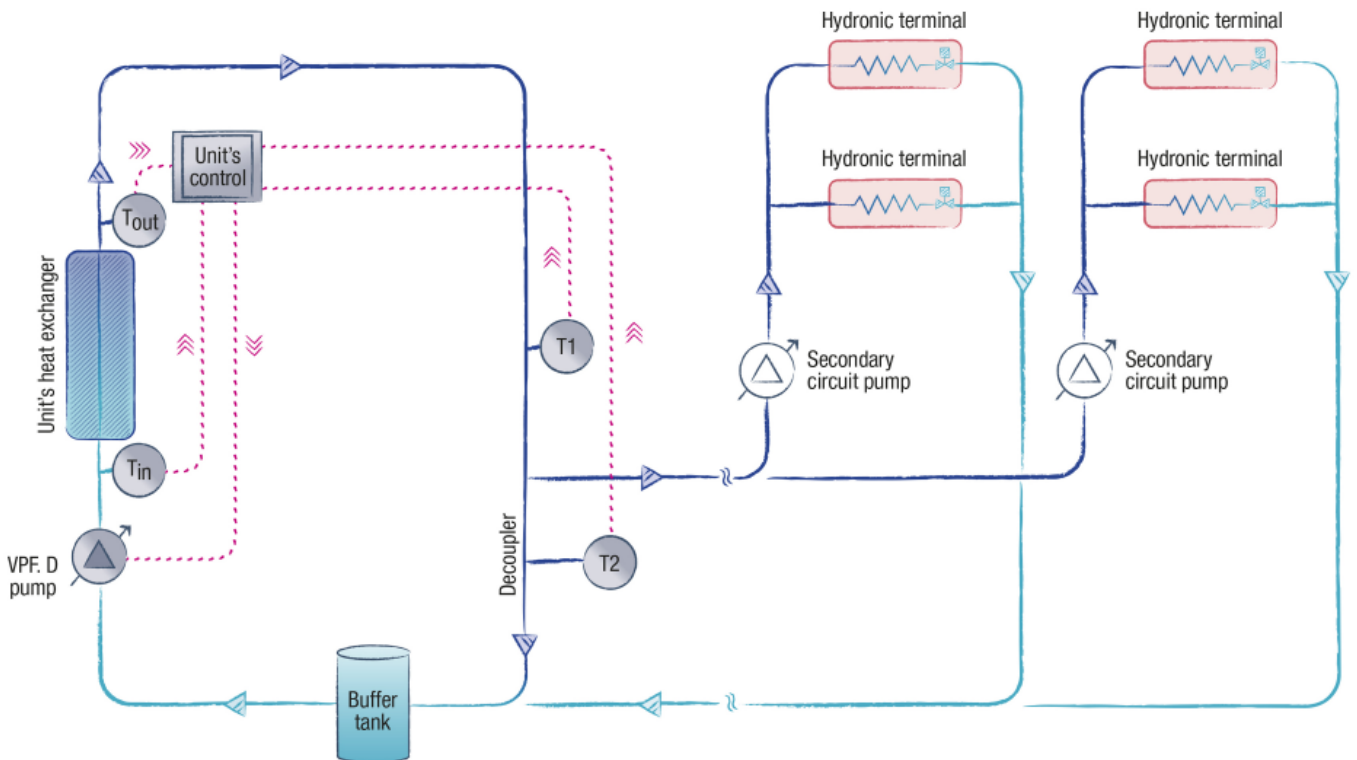 Hydronic terminal
Hydronic terminal
Unit's
control
Hydronic terminal
Hydronic terminal
Tout
Unit's heat exchanger
T1
Secondary
circuit pump
Secondary
circuit pump
Tin
VPF. D
pump
Decoupler
T2
Buffer
tank